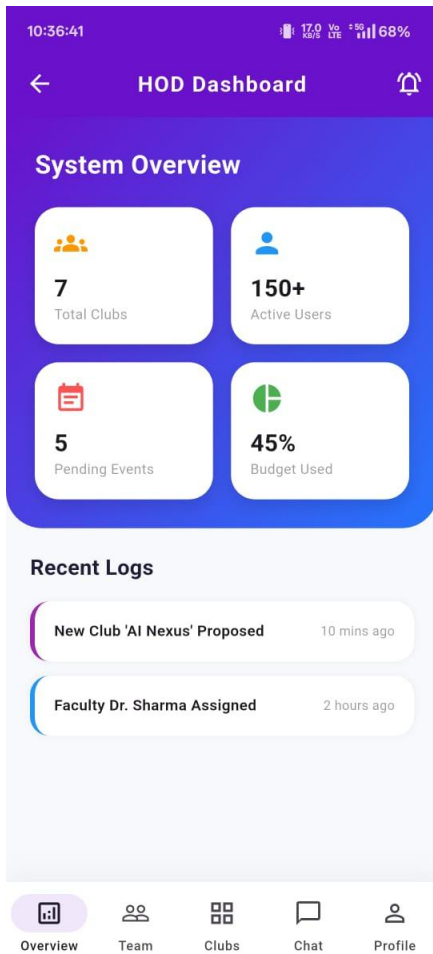 10:36:41 17.0 KB/S Vo LTE 5G 68%
HOD Dashboard
System Overview
7
Total Clubs
150+
Active Users
5
Pending Events
45%
Budget Used
Recent Logs
New Club 'AI Nexus' Proposed 10 mins ago
Faculty Dr. Sharma Assigned 2 hours ago
Overview Team Clubs Chat Profile